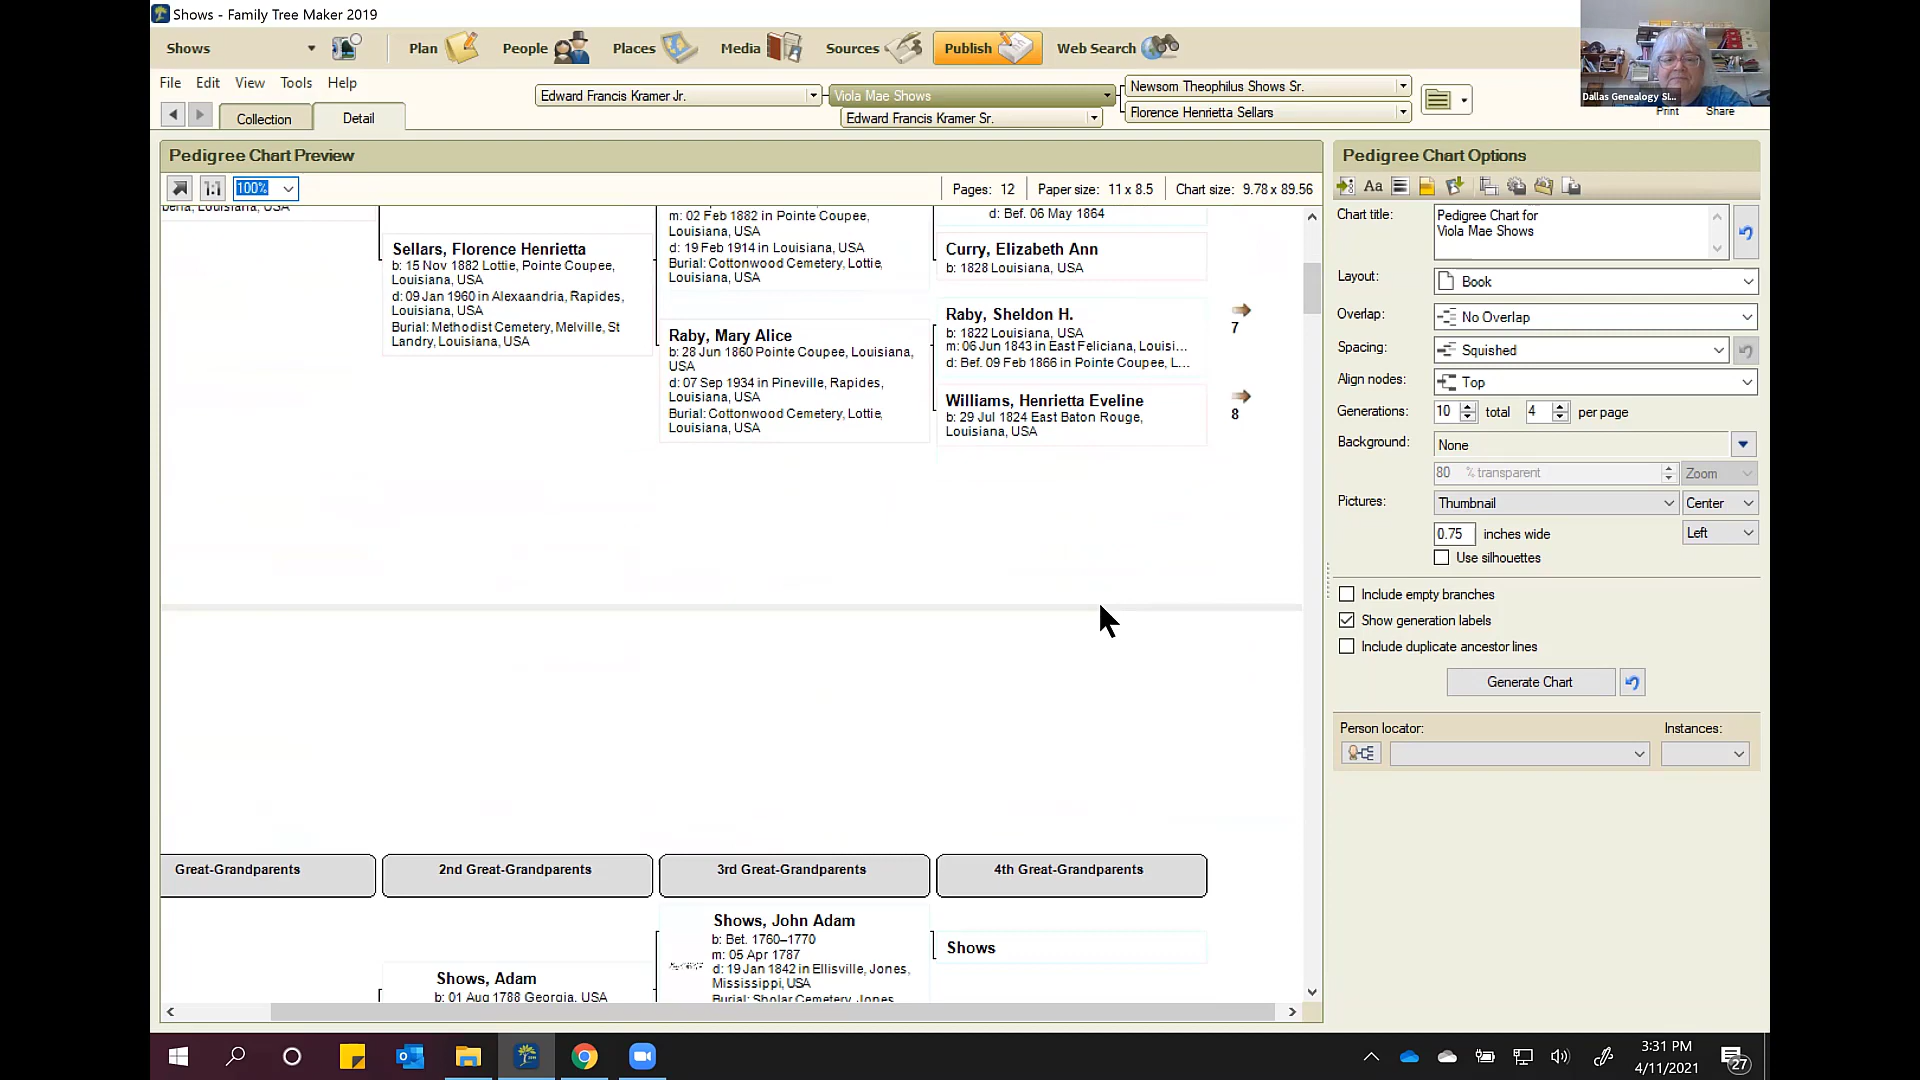 Shows - Family Tree Maker 2019
Shows
Plan
People
Places
Media
Sources
Publish
Web Search
Dallas Genealogy SI...
File Edit View Tools Help
Edward Francis Kramer Jr.
Viola Mae Shows
Edward Francis Kramer Sr.
Newsom Theophilus Shows Sr.
Florence Henrietta Sellars
Print
Share
Collection
Detail
Pedigree Chart Preview
1:1
100%
Pages: 12
Paper size: 11 x 8.5
Chart size: 9.78 x 89.56
Louisiana, USA
Sellars, Florence Henrietta
b: 15 Nov 1882 Lottie, Pointe Coupee,
Louisiana, USA
d: 09 Jan 1960 in Alexaandria, Rapides,
Louisiana, USA
Burial: Methodist Cemetery, Melville, St
Landry, Louisiana, USA
m: 02 Feb 1882 in Pointe Coupee,
Louisiana, USA
d: 19 Feb 1914 in Louisiana, USA
Burial: Cottonwood Cemetery, Lottie,
Louisiana, USA
Raby, Mary Alice
b: 28 Jun 1860 Pointe Coupee, Louisiana,
USA
d: 07 Sep 1934 in Pineville, Rapides,
Louisiana, USA
Burial: Cottonwood Cemetery, Lottie,
Louisiana, USA
d: Bef. 06 May 1864
Curry, Elizabeth Ann
b: 1828 Louisiana, USA
Raby, Sheldon H.
b: 1822 Louisiana, USA
m: 06 Jun 1843 in East Feliciana, Louisi...
d: Bef. 09 Feb 1866 in Pointe Coupee, L...
7
Williams, Henrietta Eveline
b: 29 Jul 1824 East Baton Rouge,
Louisiana, USA
8
Great-Grandparents
2nd Great-Grandparents
3rd Great-Grandparents
4th Great-Grandparents
Shows, Adam
b: 01 Aug 1788 Georgia, USA
Shows, John Adam
b: Bet. 1760–1770
m: 05 Apr 1787
d: 19 Jan 1842 in Ellisville, Jones,
Mississippi, USA
Burial: Sholar Cemetery, Jones
Shows
Pedigree Chart Options
Aa
Chart title:
Pedigree Chart for
Viola Mae Shows
Layout:
Book
Overlap:
No Overlap
Spacing:
Squished
Align nodes:
Top
Generations:
10 total 4 per page
Background:
None
80 % transparent
Zoom
Pictures:
Thumbnail
Center
0.75 inches wide
Left
Use silhouettes
Include empty branches
Show generation labels
Include duplicate ancestor lines
Generate Chart
Person locator:
Instances:
3:31 PM
4/11/2021
27